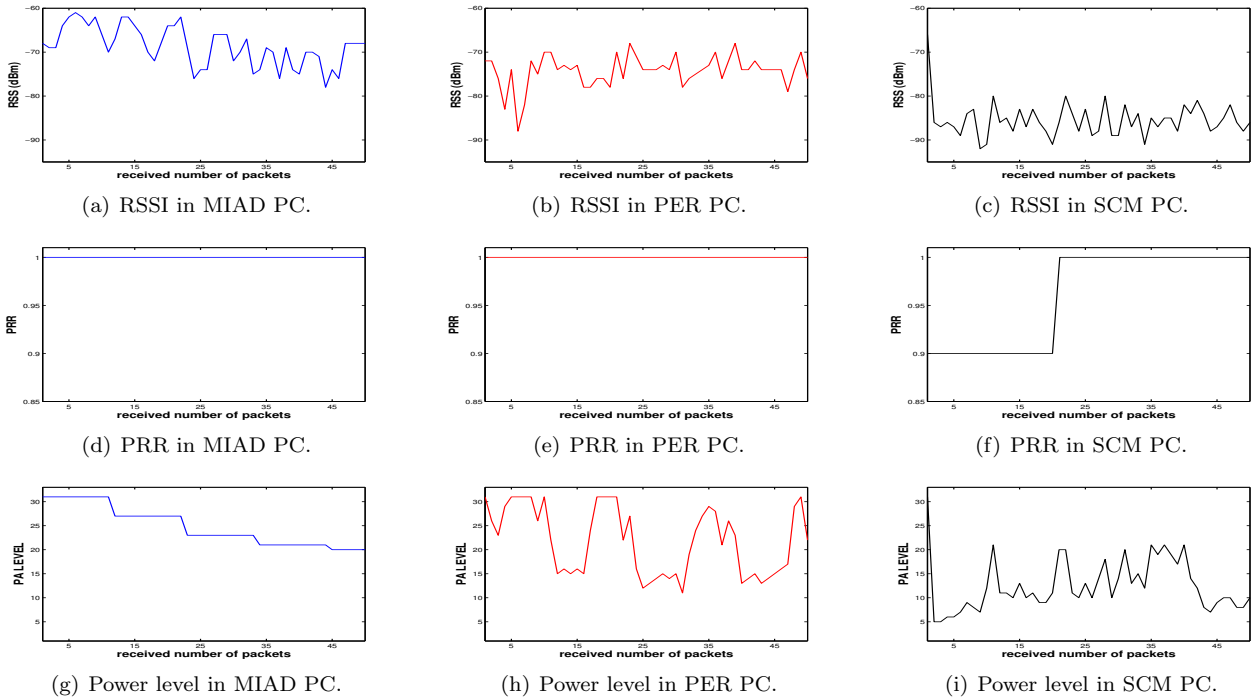 −60
−70
−80
−90
RSS (dBm)
5 15 25 35 45
received number of packets
(a) RSSI in MIAD PC.
−60
−70
−80
−90
RSS (dBm)
5 15 25 35 45
received number of packets
(b) RSSI in PER PC.
−60
−70
−80
−90
RSS (dBm)
5 15 25 35 45
received number of packets
(c) RSSI in SCM PC.
1
0.95
0.9
0.85
PRR
5 15 25 35 45
received number of packets
(d) PRR in MIAD PC.
1
0.95
0.9
0.85
PRR
5 15 25 35 45
received number of packets
(e) PRR in PER PC.
1
0.95
0.9
0.85
PRR
5 15 25 35 45
received number of packets
(f) PRR in SCM PC.
30
25
20
15
10
5
PA LEVEL
5 15 25 35 45
received number of packets
(g) Power level in MIAD PC.
30
25
20
15
10
5
PA LEVEL
5 15 25 35 45
received number of packets
(h) Power level in PER PC.
30
25
20
15
10
5
PA LEVEL
5 15 25 35 45
received number of packets
(i) Power level in SCM PC.